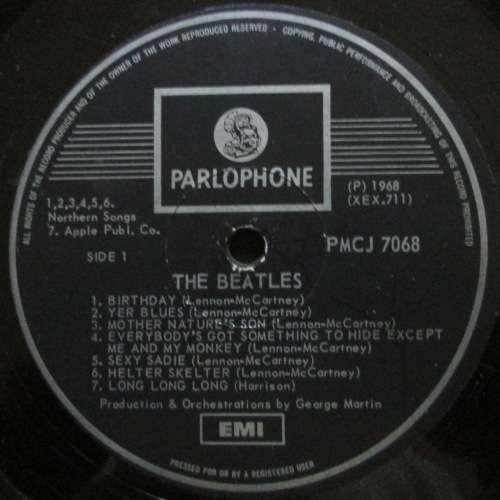 ALL RIGHTS OF THE RECORD PRODUCER AND OF THE OWNER OF THE WORK REPRODUCED RESERVED • COPYING, PUBLIC PERFORMANCE AND BROADCASTING OF THIS RECORD PROHIBITED
PARLOPHONE
1,2,3,4,5,6.
Northern Songs
7. Apple Publ. Co.
(P) 1968
(XEX.711)
SIDE 1
PMCJ 7068
THE BEATLES
1. BIRTHDAY (Lennon-McCartney)
2. YER BLUES (Lennon-McCartney)
3. MOTHER NATURE'S SON (Lennon-McCartney)
4. EVERYBODY'S GOT SOMETHING TO HIDE EXCEPT
ME AND MY MONKEY (Lennon-McCartney)
5. SEXY SADIE (Lennon-McCartney)
6. HELTER SKELTER (Lennon-McCartney)
7. LONG LONG LONG (Harrison)
Production & Orchestrations by George Martin
EMI
PRESSED FOR OR BY A REGISTERED USER